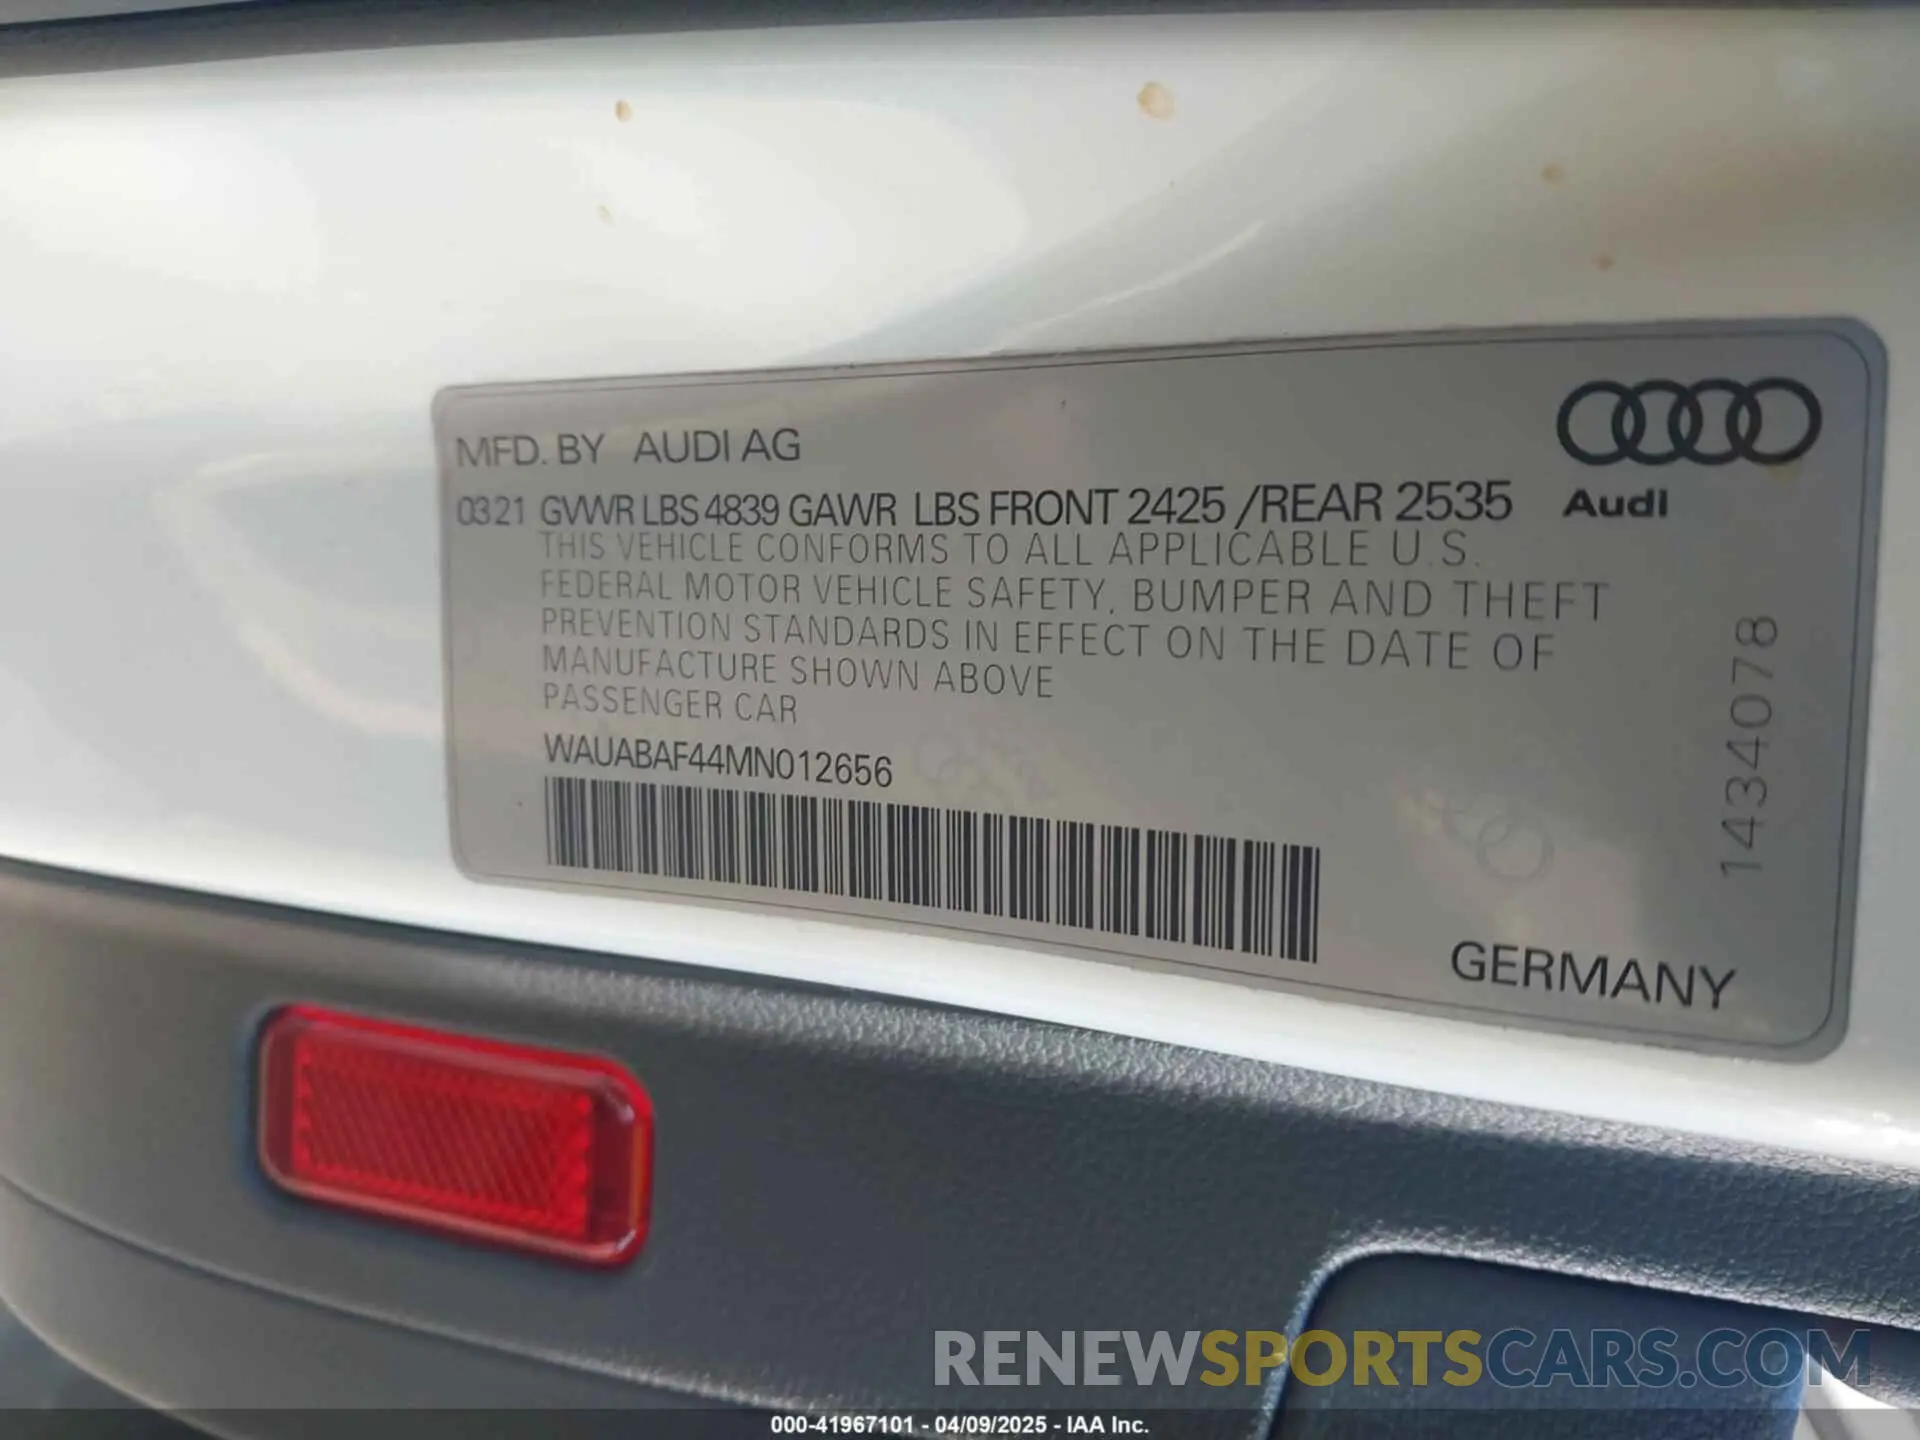 MFD. BY AUDI AG
Audi
0321 GVWR LBS 4839 GAWR LBS FRONT 2425 /REAR 2535
THIS VEHICLE CONFORMS TO ALL APPLICABLE U.S.
FEDERAL MOTOR VEHICLE SAFETY, BUMPER AND THEFT
PREVENTION STANDARDS IN EFFECT ON THE DATE OF
MANUFACTURE SHOWN ABOVE
PASSENGER CAR
WAUABAF44MN012656
1434078
GERMANY
RENEWSPORTSCARS.COM
000-41967101 - 04/09/2025 - IAA Inc.